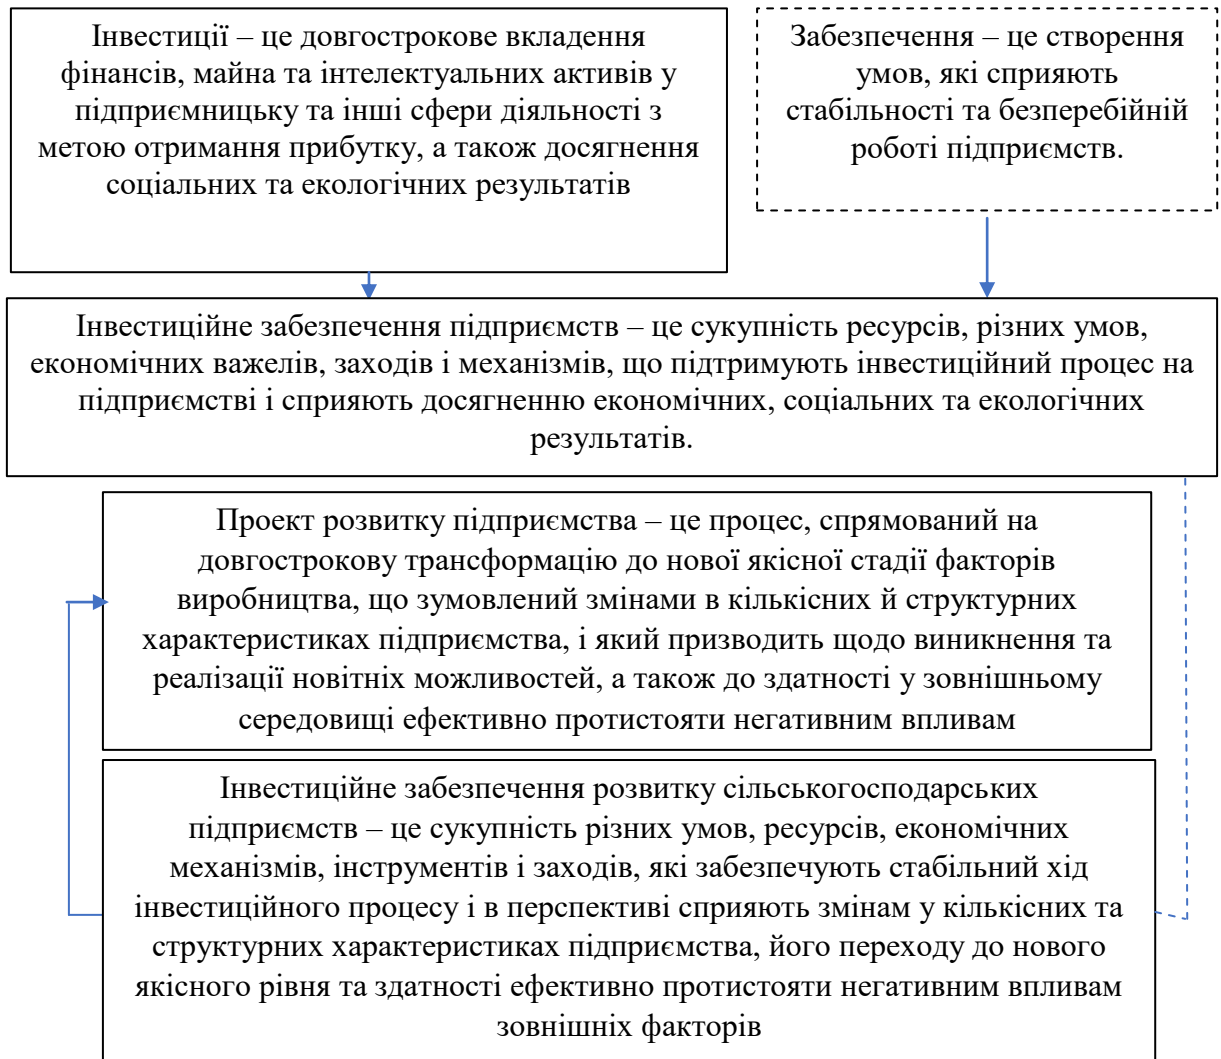 Інвестиції – це довгострокове вкладення
фінансів, майна та інтелектуальних активів у
підприємницьку та інші сфери діяльності з
метою отримання прибутку, а також досягнення
соціальних та екологічних результатів
Забезпечення – це створення
умов, які сприяють
стабільності та безперебійній
роботі підприємств.
Інвестиційне забезпечення підприємств – це сукупність ресурсів, різних умов,
економічних важелів, заходів і механізмів, що підтримують інвестиційний процес на
підприємстві і сприяють досягненню економічних, соціальних та екологічних
результатів.
Проект розвитку підприємства – це процес, спрямований на
довгострокову трансформацію до нової якісної стадії факторів
виробництва, що зумовлений змінами в кількісних й структурних
характеристиках підприємства, і який призводить щодо виникнення та
реалізації новітніх можливостей, а також до здатності у зовнішньому
середовищі ефективно протистояти негативним впливам
Інвестиційне забезпечення розвитку сільськогосподарських
підприємств – це сукупність різних умов, ресурсів, економічних
механізмів, інструментів і заходів, які забезпечують стабільний хід
інвестиційного процесу і в перспективі сприяють змінам у кількісних та
структурних характеристиках підприємства, його переходу до нового
якісного рівня та здатності ефективно протистояти негативним впливам
зовнішніх факторів